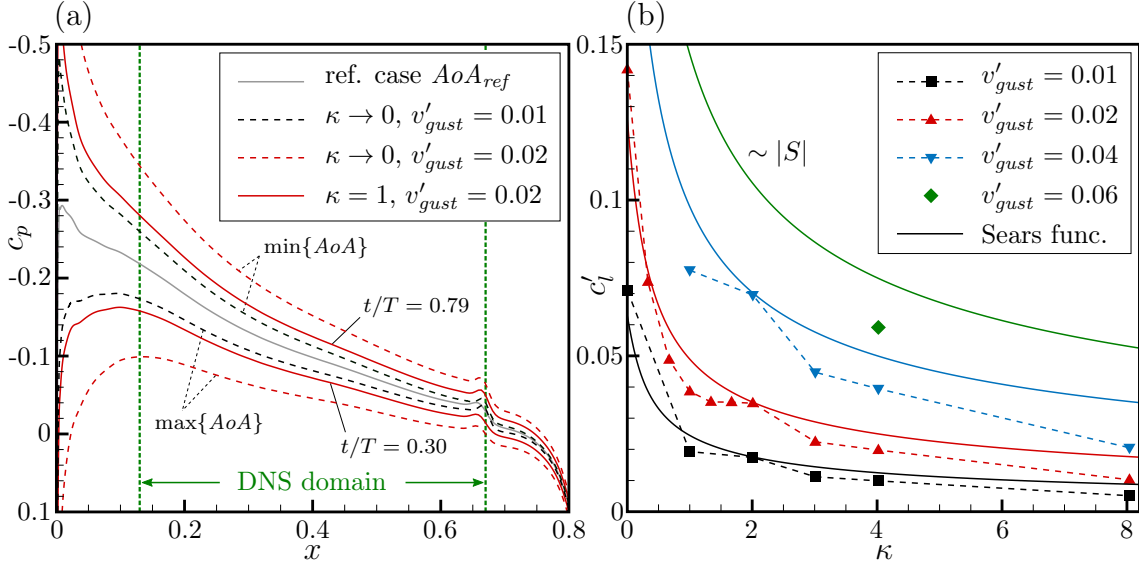 (a)
-0.5
-0.4
-0.3
-0.2
-0.1
0
0.1
c_p
0
0.2
0.4
0.6
0.8
x
ref. case AoA_ref
κ → 0, v'_gust = 0.01
κ → 0, v'_gust = 0.02
κ = 1, v'_gust = 0.02
min{AoA}
t/T = 0.79
max{AoA}
t/T = 0.30
DNS domain
(b)
0.15
0.1
0.05
0
c'_l
0
2
4
6
8
κ
∼ |S|
v'_gust = 0.01
v'_gust = 0.02
v'_gust = 0.04
v'_gust = 0.06
Sears func.